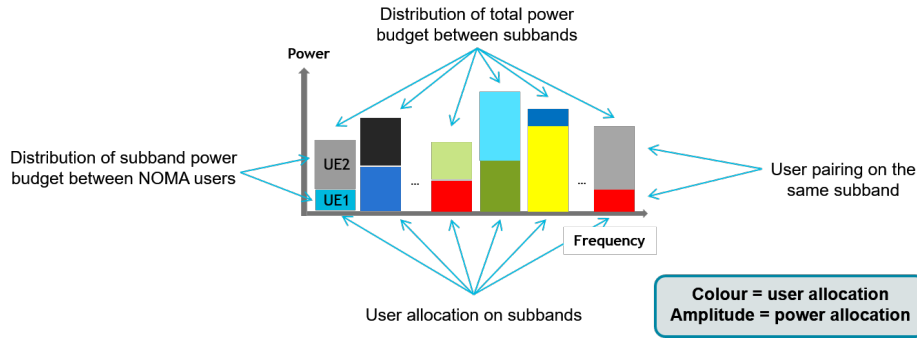 Distribution of total power
budget between subbands
Power
Distribution of subband power
budget between NOMA users
UE2
UE1
...
...
User pairing on the
same subband
Frequency
User allocation on subbands
Colour = user allocation
Amplitude = power allocation